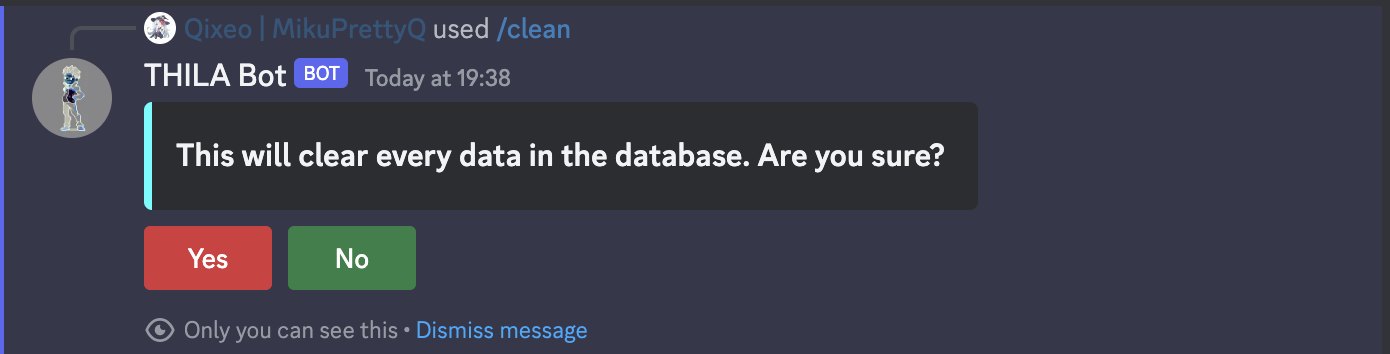 Qixeo | MikuPrettyQ used /clean
THILA Bot BOT Today at 19:38
This will clear every data in the database. Are you sure?
Yes No
Only you can see this • Dismiss message